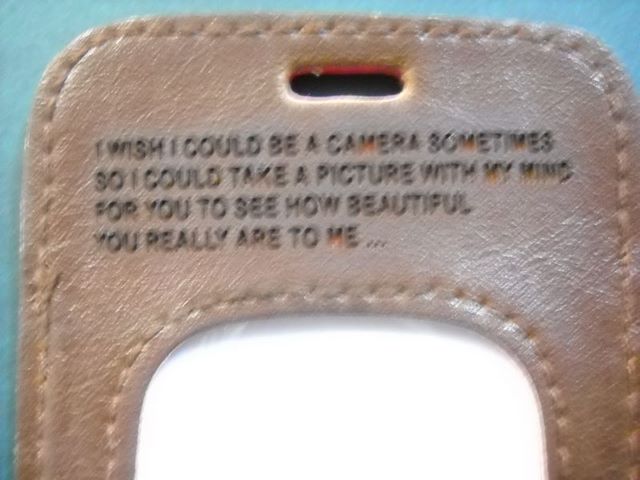 I WISH I COULD BE A CAMERA SOMETIMES
SO I COULD TAKE A PICTURE WITH MY MIND
FOR YOU TO SEE HOW BEAUTIFUL
YOU REALLY ARE TO ME ...